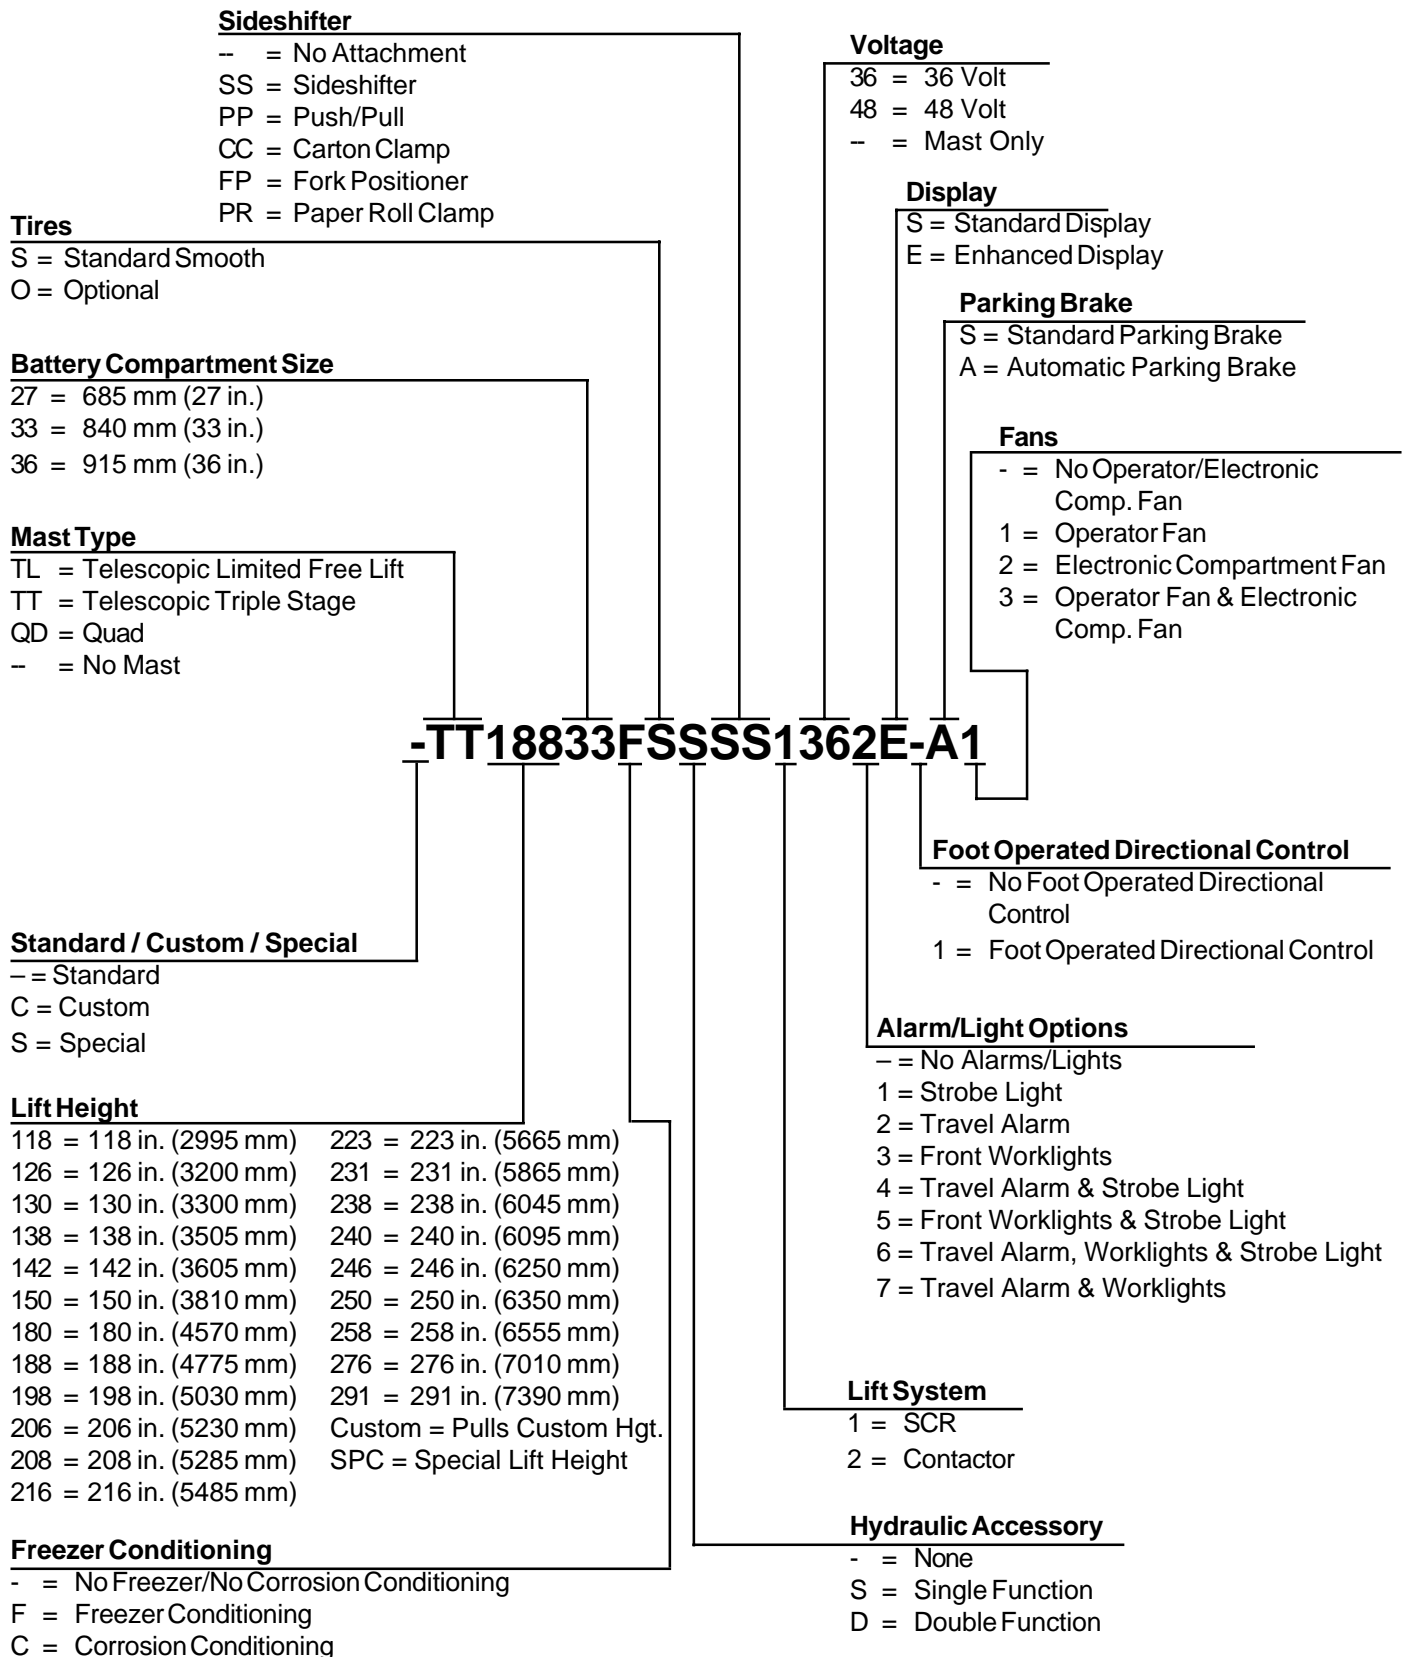 Sideshifter
-- = No Attachment
SS = Sideshifter
PP = Push/Pull
CC = Carton Clamp
FP = Fork Positioner
PR = Paper Roll Clamp
Voltage
36 = 36 Volt
48 = 48 Volt
-- = Mast Only
Display
S = Standard Display
E = Enhanced Display
Tires
S = Standard Smooth
O = Optional
Parking Brake
S = Standard Parking Brake
A = Automatic Parking Brake
Battery Compartment Size
27 = 685 mm (27 in.)
33 = 840 mm (33 in.)
36 = 915 mm (36 in.)
Fans
- = No Operator/Electronic
Comp. Fan
1 = Operator Fan
2 = Electronic Compartment Fan
3 = Operator Fan & Electronic
Comp. Fan
Mast Type
TL = Telescopic Limited Free Lift
TT = Telescopic Triple Stage
QD = Quad
-- = No Mast
-TT18833FSSSS1362E-A1
Foot Operated Directional Control
- = No Foot Operated Directional
Control
1 = Foot Operated Directional Control
Standard / Custom / Special
– = Standard
C = Custom
S = Special
Alarm/Light Options
– = No Alarms/Lights
1 = Strobe Light
2 = Travel Alarm
3 = Front Worklights
4 = Travel Alarm & Strobe Light
5 = Front Worklights & Strobe Light
6 = Travel Alarm, Worklights & Strobe Light
7 = Travel Alarm & Worklights
Lift Height
118 = 118 in. (2995 mm)
126 = 126 in. (3200 mm)
130 = 130 in. (3300 mm)
138 = 138 in. (3505 mm)
142 = 142 in. (3605 mm)
150 = 150 in. (3810 mm)
180 = 180 in. (4570 mm)
188 = 188 in. (4775 mm)
198 = 198 in. (5030 mm)
206 = 206 in. (5230 mm)
208 = 208 in. (5285 mm)
216 = 216 in. (5485 mm)
223 = 223 in. (5665 mm)
231 = 231 in. (5865 mm)
238 = 238 in. (6045 mm)
240 = 240 in. (6095 mm)
246 = 246 in. (6250 mm)
250 = 250 in. (6350 mm)
258 = 258 in. (6555 mm)
276 = 276 in. (7010 mm)
291 = 291 in. (7390 mm)
Custom = Pulls Custom Hgt.
SPC = Special Lift Height
Lift System
1 = SCR
2 = Contactor
Hydraulic Accessory
- = None
S = Single Function
D = Double Function
Freezer Conditioning
- = No Freezer/No Corrosion Conditioning
F = Freezer Conditioning
C = Corrosion Conditioning